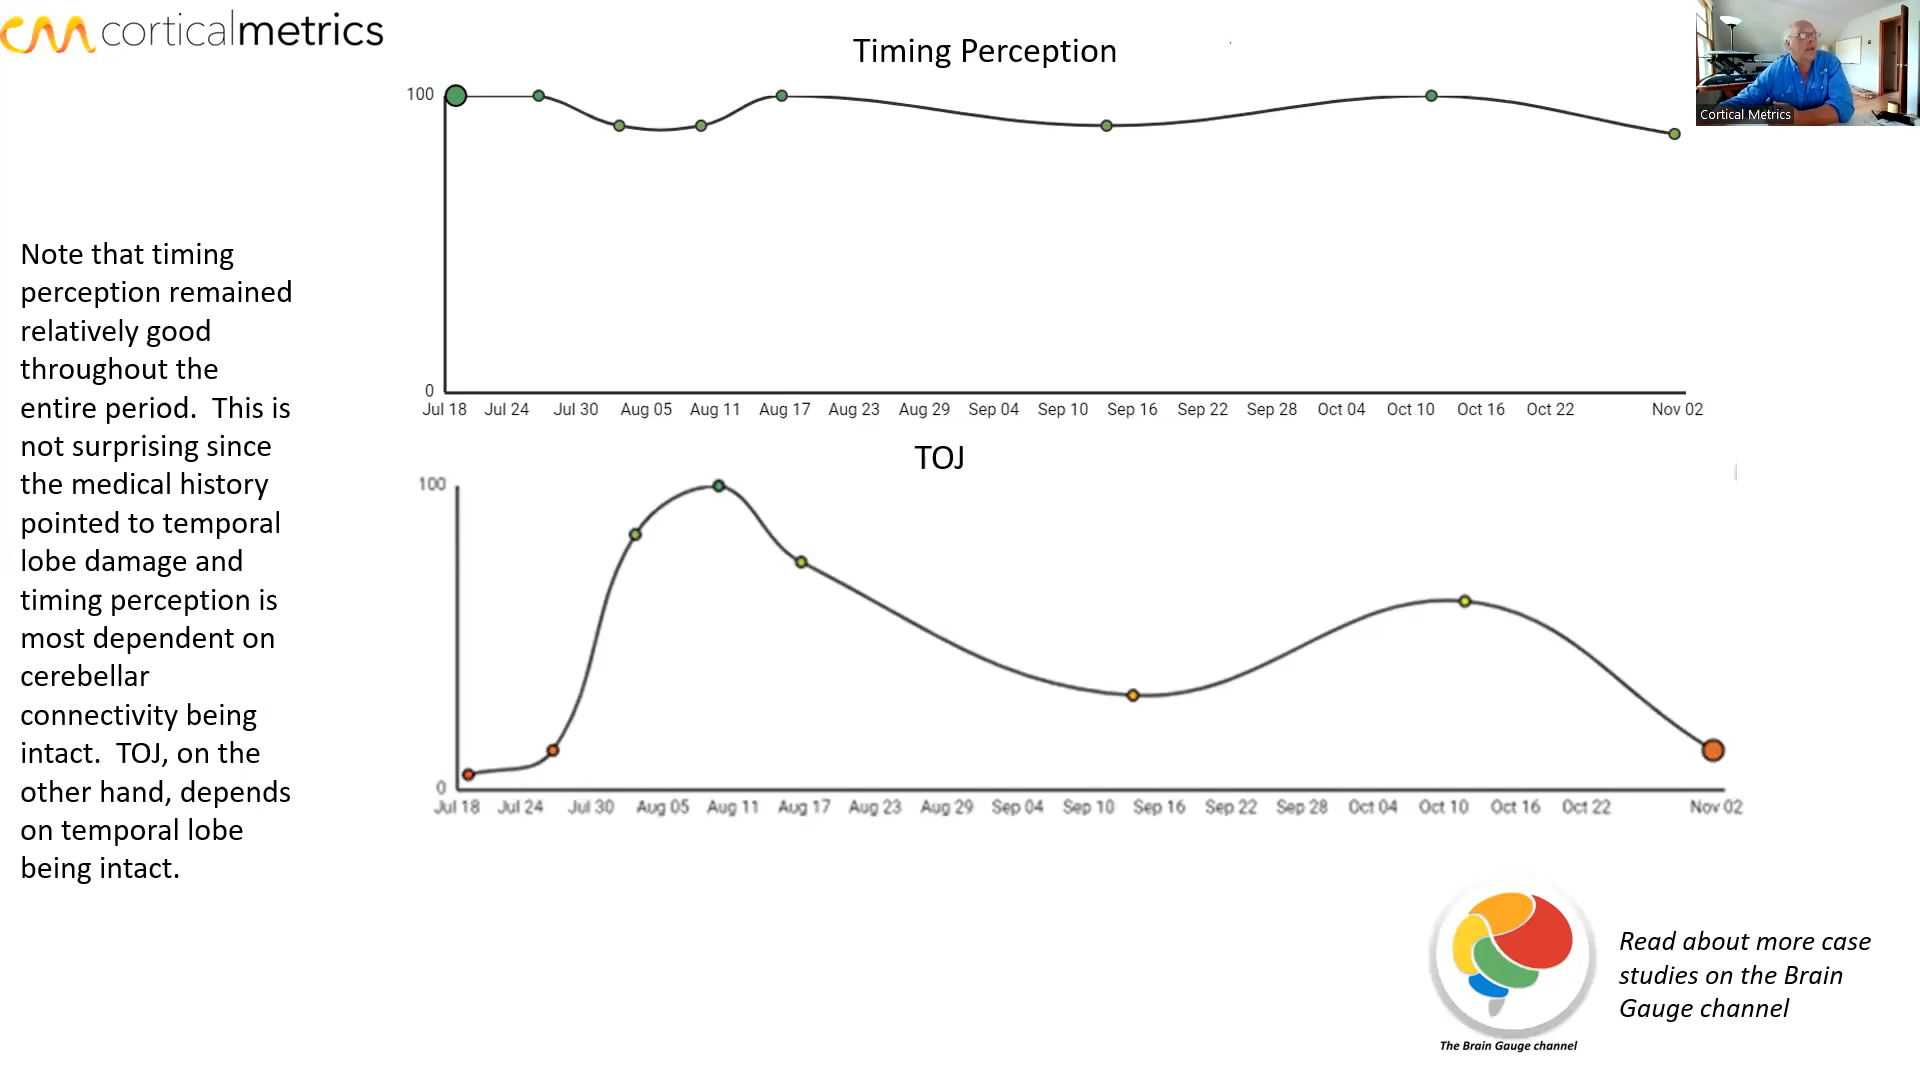 corticalmetrics
Timing Perception
Cortical Metrics
100
0
Jul 18 Jul 24 Jul 30 Aug 05 Aug 11 Aug 17 Aug 23 Aug 29 Sep 04 Sep 10 Sep 16 Sep 22 Sep 28 Oct 04 Oct 10 Oct 16 Oct 22 Nov 02
Note that timing
perception remained
relatively good
throughout the
entire period.  This is
not surprising since
the medical history
pointed to temporal
lobe damage and
timing perception is
most dependent on
cerebellar
connectivity being
intact.  TOJ, on the
other hand, depends
on temporal lobe
being intact.
TOJ
100
0
Jul 18 Jul 24 Jul 30 Aug 05 Aug 11 Aug 17 Aug 23 Aug 29 Sep 04 Sep 10 Sep 16 Sep 22 Sep 28 Oct 04 Oct 10 Oct 16 Oct 22 Nov 02
Read about more case
studies on the Brain
Gauge channel
The Brain Gauge channel